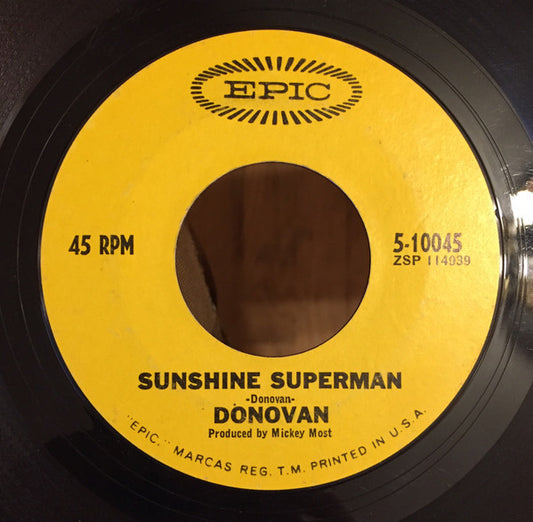 EPIC
45 RPM
5-10045
ZSP 114039
SUNSHINE SUPERMAN
-Donovan-
DONOVAN
Produced by Mickey Most
"EPIC," MARCAS REG. T.M. PRINTED IN U.S.A.